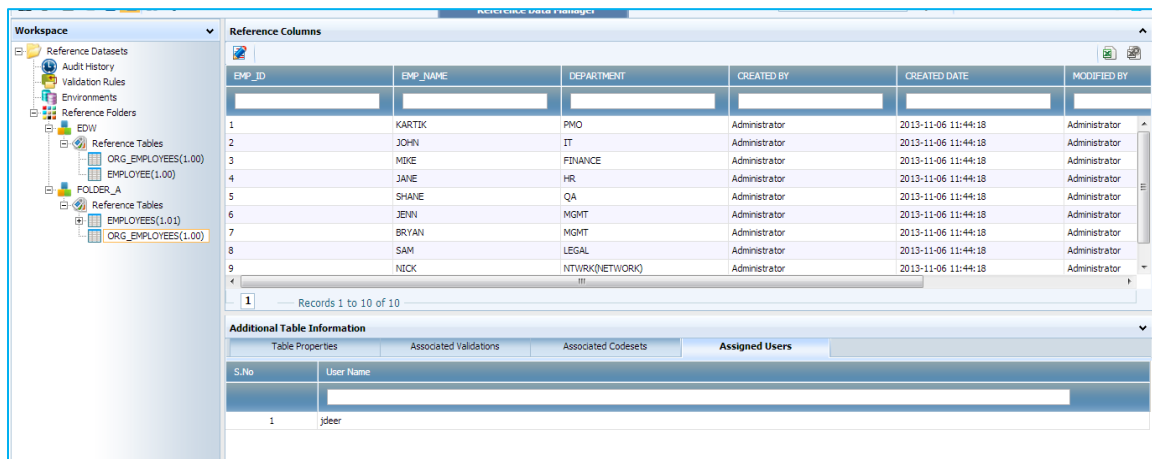 Reference Data Manager
Workspace
Reference Datasets
Audit History
Validation Rules
Environments
Reference Folders
EDW
Reference Tables
ORG_EMPLOYEES(1.00)
EMPLOYEE(1.00)
FOLDER_A
Reference Tables
EMPLOYEES(1.01)
ORG_EMPLOYEES(1.00)
Reference Columns
EMP_ID EMP_NAME DEPARTMENT CREATED BY CREATED DATE MODIFIED BY
1 KARTIK PMO Administrator 2013-11-06 11:44:18 Administrator
2 JOHN IT Administrator 2013-11-06 11:44:18 Administrator
3 MIKE FINANCE Administrator 2013-11-06 11:44:18 Administrator
4 JANE HR Administrator 2013-11-06 11:44:18 Administrator
5 SHANE QA Administrator 2013-11-06 11:44:18 Administrator
6 JENN MGMT Administrator 2013-11-06 11:44:18 Administrator
7 BRYAN MGMT Administrator 2013-11-06 11:44:18 Administrator
8 SAM LEGAL Administrator 2013-11-06 11:44:18 Administrator
9 NICK NTWRK(NETWORK) Administrator 2013-11-06 11:44:18 Administrator
1 Records 1 to 10 of 10
Additional Table Information
Table Properties Associated Validations Associated Codesets Assigned Users
S.No User Name
1 jdeer